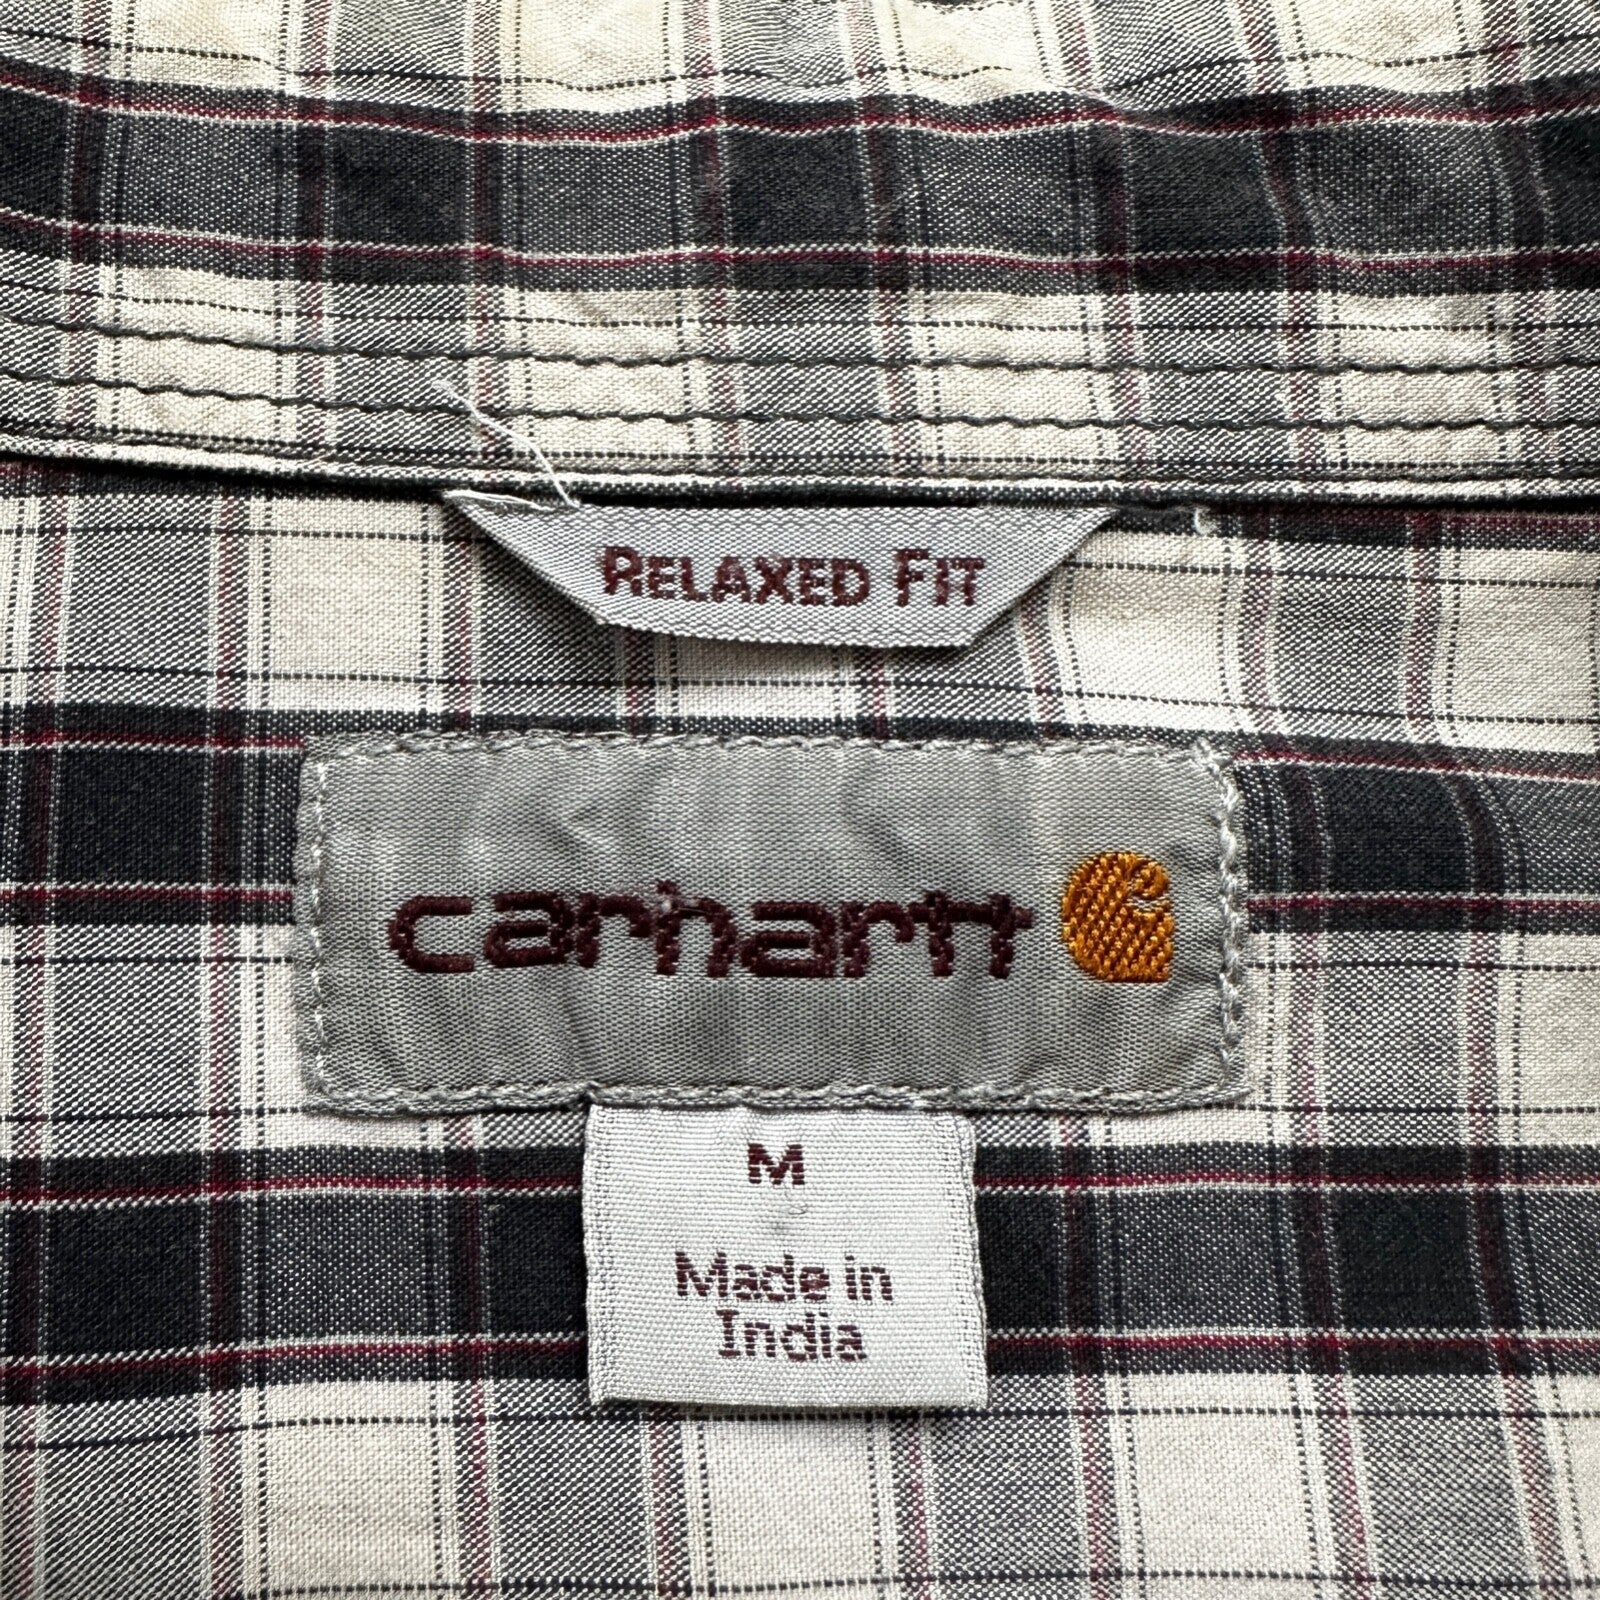 RELAXED FIT
carhartt
M
Made in
India